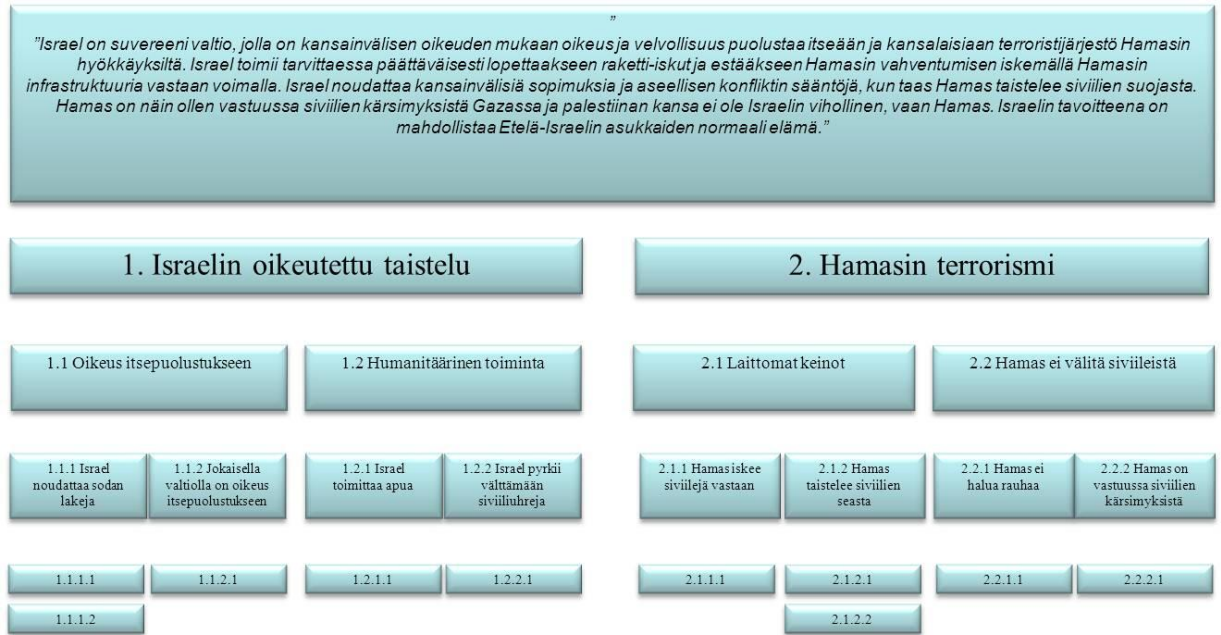 ”
”Israel on suvereeni valtio, jolla on kansainvälisen oikeuden mukaan oikeus ja velvollisuus puolustaa itseään ja kansalaisiaan terroristijärjestö Hamasin
hyökkäyksiltä. Israel toimii tarvittaessa päättäväisesti lopettaakseen raketti-iskut ja estääkseen Hamasin vahventumisen iskemällä Hamasin
infrastruktuuria vastaan voimalla. Israel noudattaa kansainvälisiä sopimuksia ja aseellisen konfliktin sääntöjä, kun taas Hamas taistelee siviilien suojasta.
Hamas on näin ollen vastuussa siviilien kärsimyksistä Gazassa ja palestiinan kansa ei ole Israelin vihollinen, vaan Hamas. Israelin tavoitteena on
mahdollistaa Etelä-Israelin asukkaiden normaali elämä.”
1. Israelin oikeutettu taistelu
2. Hamasin terrorismi
1.1 Oikeus itsepuolustukseen
1.2 Humanitäärinen toiminta
2.1 Laittomat keinot
2.2 Hamas ei välitä siviileistä
1.1.1 Israel
noudattaa sodan
lakeja
1.1.2 Jokaisella
valtiolla on oikeus
itsepuolustukseen
1.2.1 Israel
toimittaa apua
1.2.2 Israel pyrkii
välttämään
siviiliuhreja
2.1.1 Hamas iskee
siviilejä vastaan
2.1.2 Hamas
taistelee siviilien
seasta
2.2.1 Hamas ei
halua rauhaa
2.2.2 Hamas on
vastuussa siviilien
kärsimyksistä
1.1.1.1
1.1.2.1
1.2.1.1
1.2.2.1
2.1.1.1
2.1.2.1
2.2.1.1
2.2.2.1
1.1.1.2
2.1.2.2